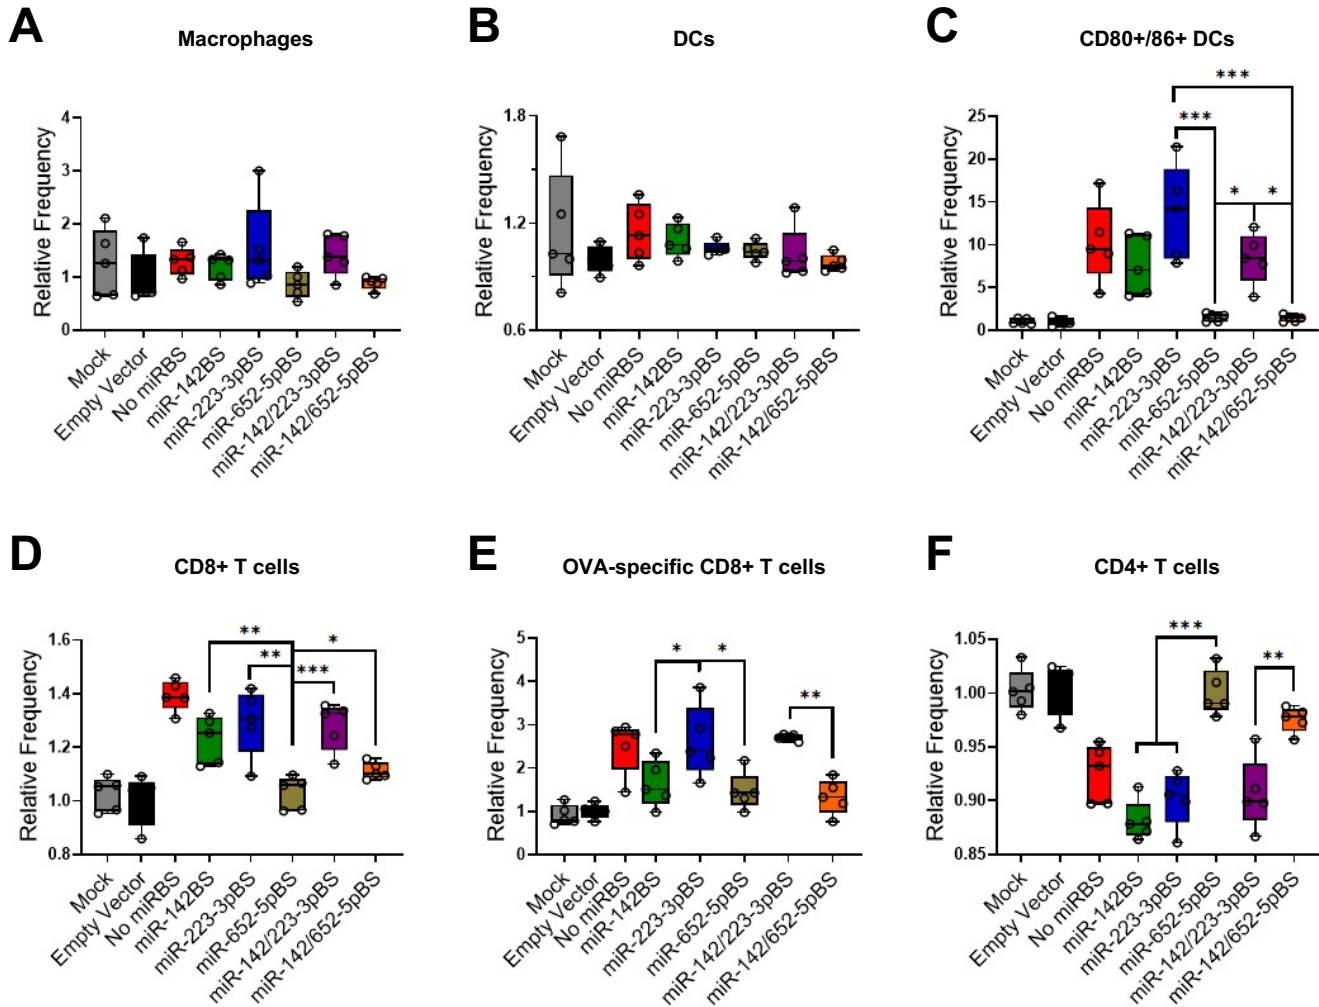 A
Macrophages
Relative Frequency
4
3
2
1
0
Mock
Empty Vector
No miRBS
miR-142BS
miR-223-3pBS
miR-652-5pBS
miR-142/223-3pBS
miR-142/652-5pBS
B
DCs
Relative Frequency
1.8
1.2
0.6
Mock
Empty Vector
No miRBS
miR-142BS
miR-223-3pBS
miR-652-5pBS
miR-142/223-3pBS
miR-142/652-5pBS
C
CD80+/86+ DCs
Relative Frequency
25
20
15
10
5
0
***
***
* *
Mock
Empty Vector
No miRBS
miR-142BS
miR-223-3pBS
miR-652-5pBS
miR-142/223-3pBS
miR-142/652-5pBS
D
CD8+ T cells
Relative Frequency
1.6
1.4
1.2
1.0
0.8
** *
** ***
Mock
Empty Vector
No miRBS
miR-142BS
miR-223-3pBS
miR-652-5pBS
miR-142/223-3pBS
miR-142/652-5pBS
E
OVA-specific CD8+ T cells
Relative Frequency
5
4
3
2
1
0
* *
**
Mock
Empty Vector
No miRBS
miR-142BS
miR-223-3pBS
miR-652-5pBS
miR-142/223-3pBS
miR-142/652-5pBS
F
CD4+ T cells
Relative Frequency
1.05
1.00
0.95
0.90
0.85
***
**
Mock
Empty Vector
No miRBS
miR-142BS
miR-223-3pBS
miR-652-5pBS
miR-142/223-3pBS
miR-142/652-5pBS